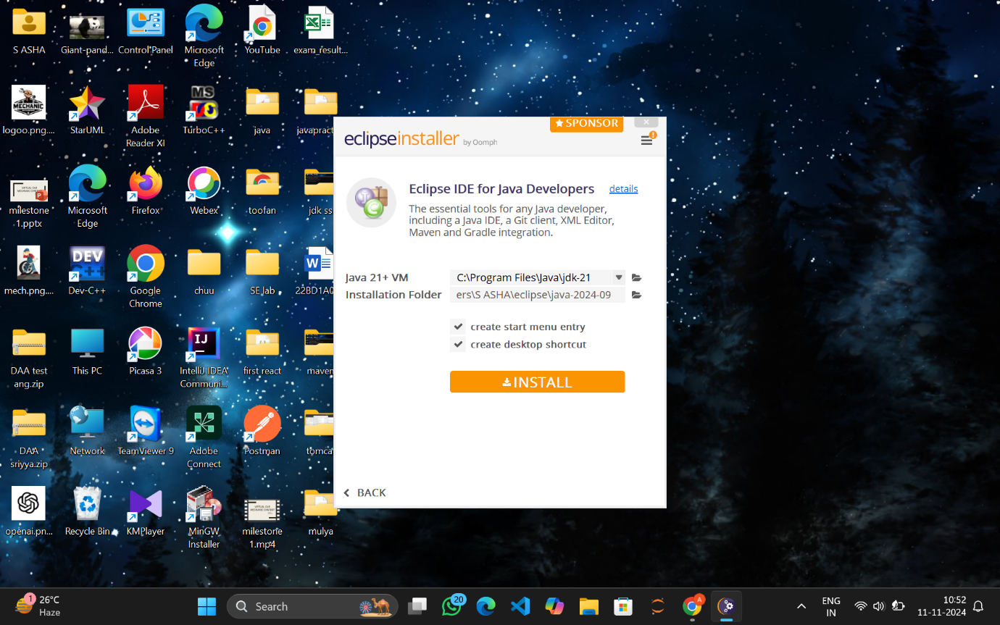 S ASHA
Giant-pand...
Control Panel
Microsoft
Edge
YouTube
exam_result...
MECHANIC
logoo.png....
StarUML
Adobe
Reader XI
MS
TurboC++
java
javapract
milestone
1.pptx
Microsoft
Edge
Firefox
Webex
toofan
jdk ss
mech.png....
DEV
C++
Dev-C++
Google
Chrome
chuu
SE lab
W
22BD1A0
DAA test
ang.zip
This PC
Picasa 3
IJ
IntelliJ IDEA
Communi...
first react
maven
DAA
sriyya.zip
Network
TeamViewer 9
Adobe
Connect
Postman
tomca
openai.pn...
Recycle Bin
KMPlayer
MinGW
Installer
milestone
1.mp4
mulya
SPONSOR
eclipseinstaller by Oomph
Eclipse IDE for Java Developers details
The essential tools for any Java developer,
including a Java IDE, a Git client, XML Editor,
Maven and Gradle integration.
Java 21+ VM C:\Program Files\Java\jdk-21
Installation Folder ers\S ASHA\eclipse\java-2024-09
create start menu entry
create desktop shortcut
INSTALL
BACK
1
26°C
Haze
Search
20
A
ENG
IN
10:52
11-11-2024